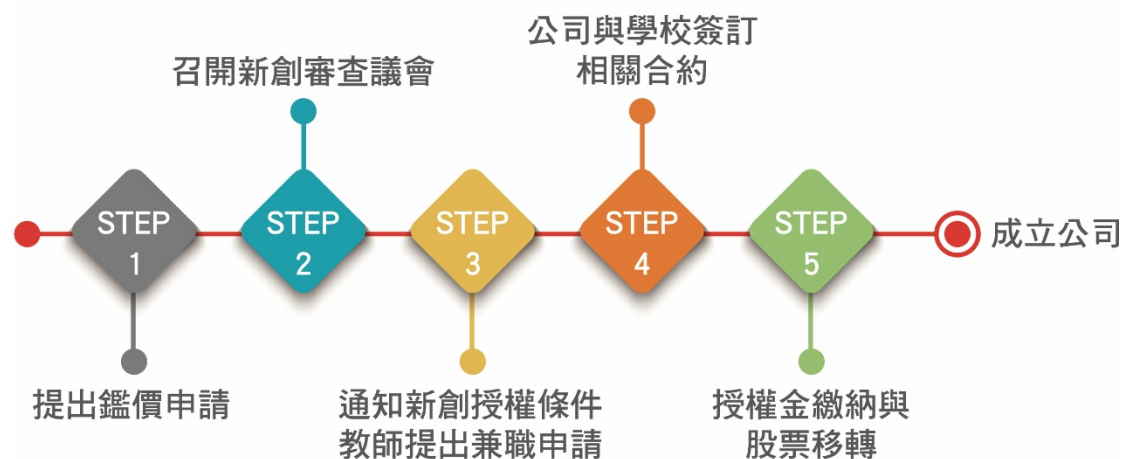 STEP
1
提出鑑價申請
召開新創審查議會
STEP
2
STEP
3
通知新創授權條件
教師提出兼職申請
公司與學校簽訂
相關合約
STEP
4
STEP
5
授權金繳納與
股票移轉
成立公司